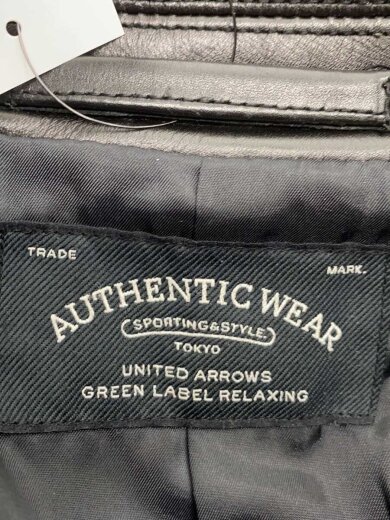 TRADE MARK.
AUTHENTIC WEAR
SPORTING&STYLE
TOKYO
UNITED ARROWS
GREEN LABEL RELAXING